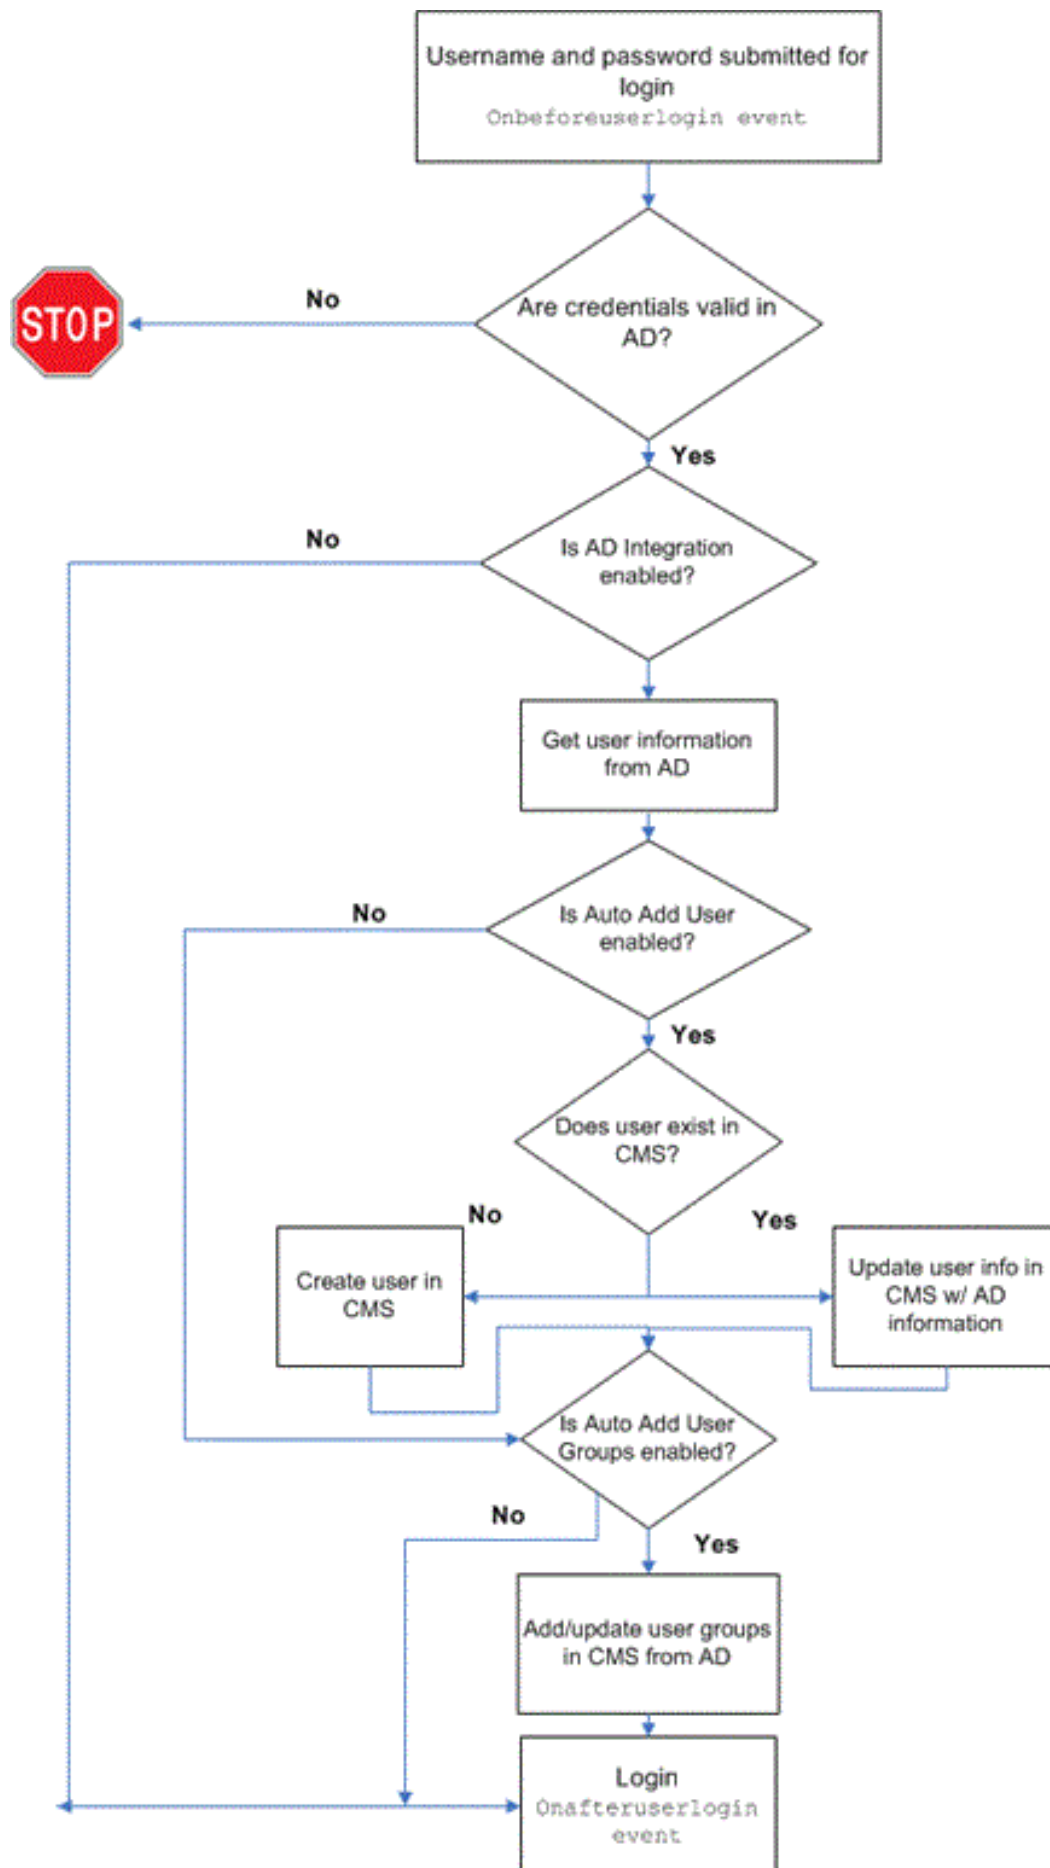 Username and password submitted for
login
Onbeforeuserlogin event
STOP
No
Are credentials valid in
AD?
Yes
No
Is AD Integration
enabled?
Get user information
from AD
No
Is Auto Add User
enabled?
Yes
Does user exist in
CMS?
No
Yes
Create user in
CMS
Update user info in
CMS w/ AD
information
Is Auto Add User
Groups enabled?
No
Yes
Add/update user groups
in CMS from AD
Login
Onafteruserlogin
event